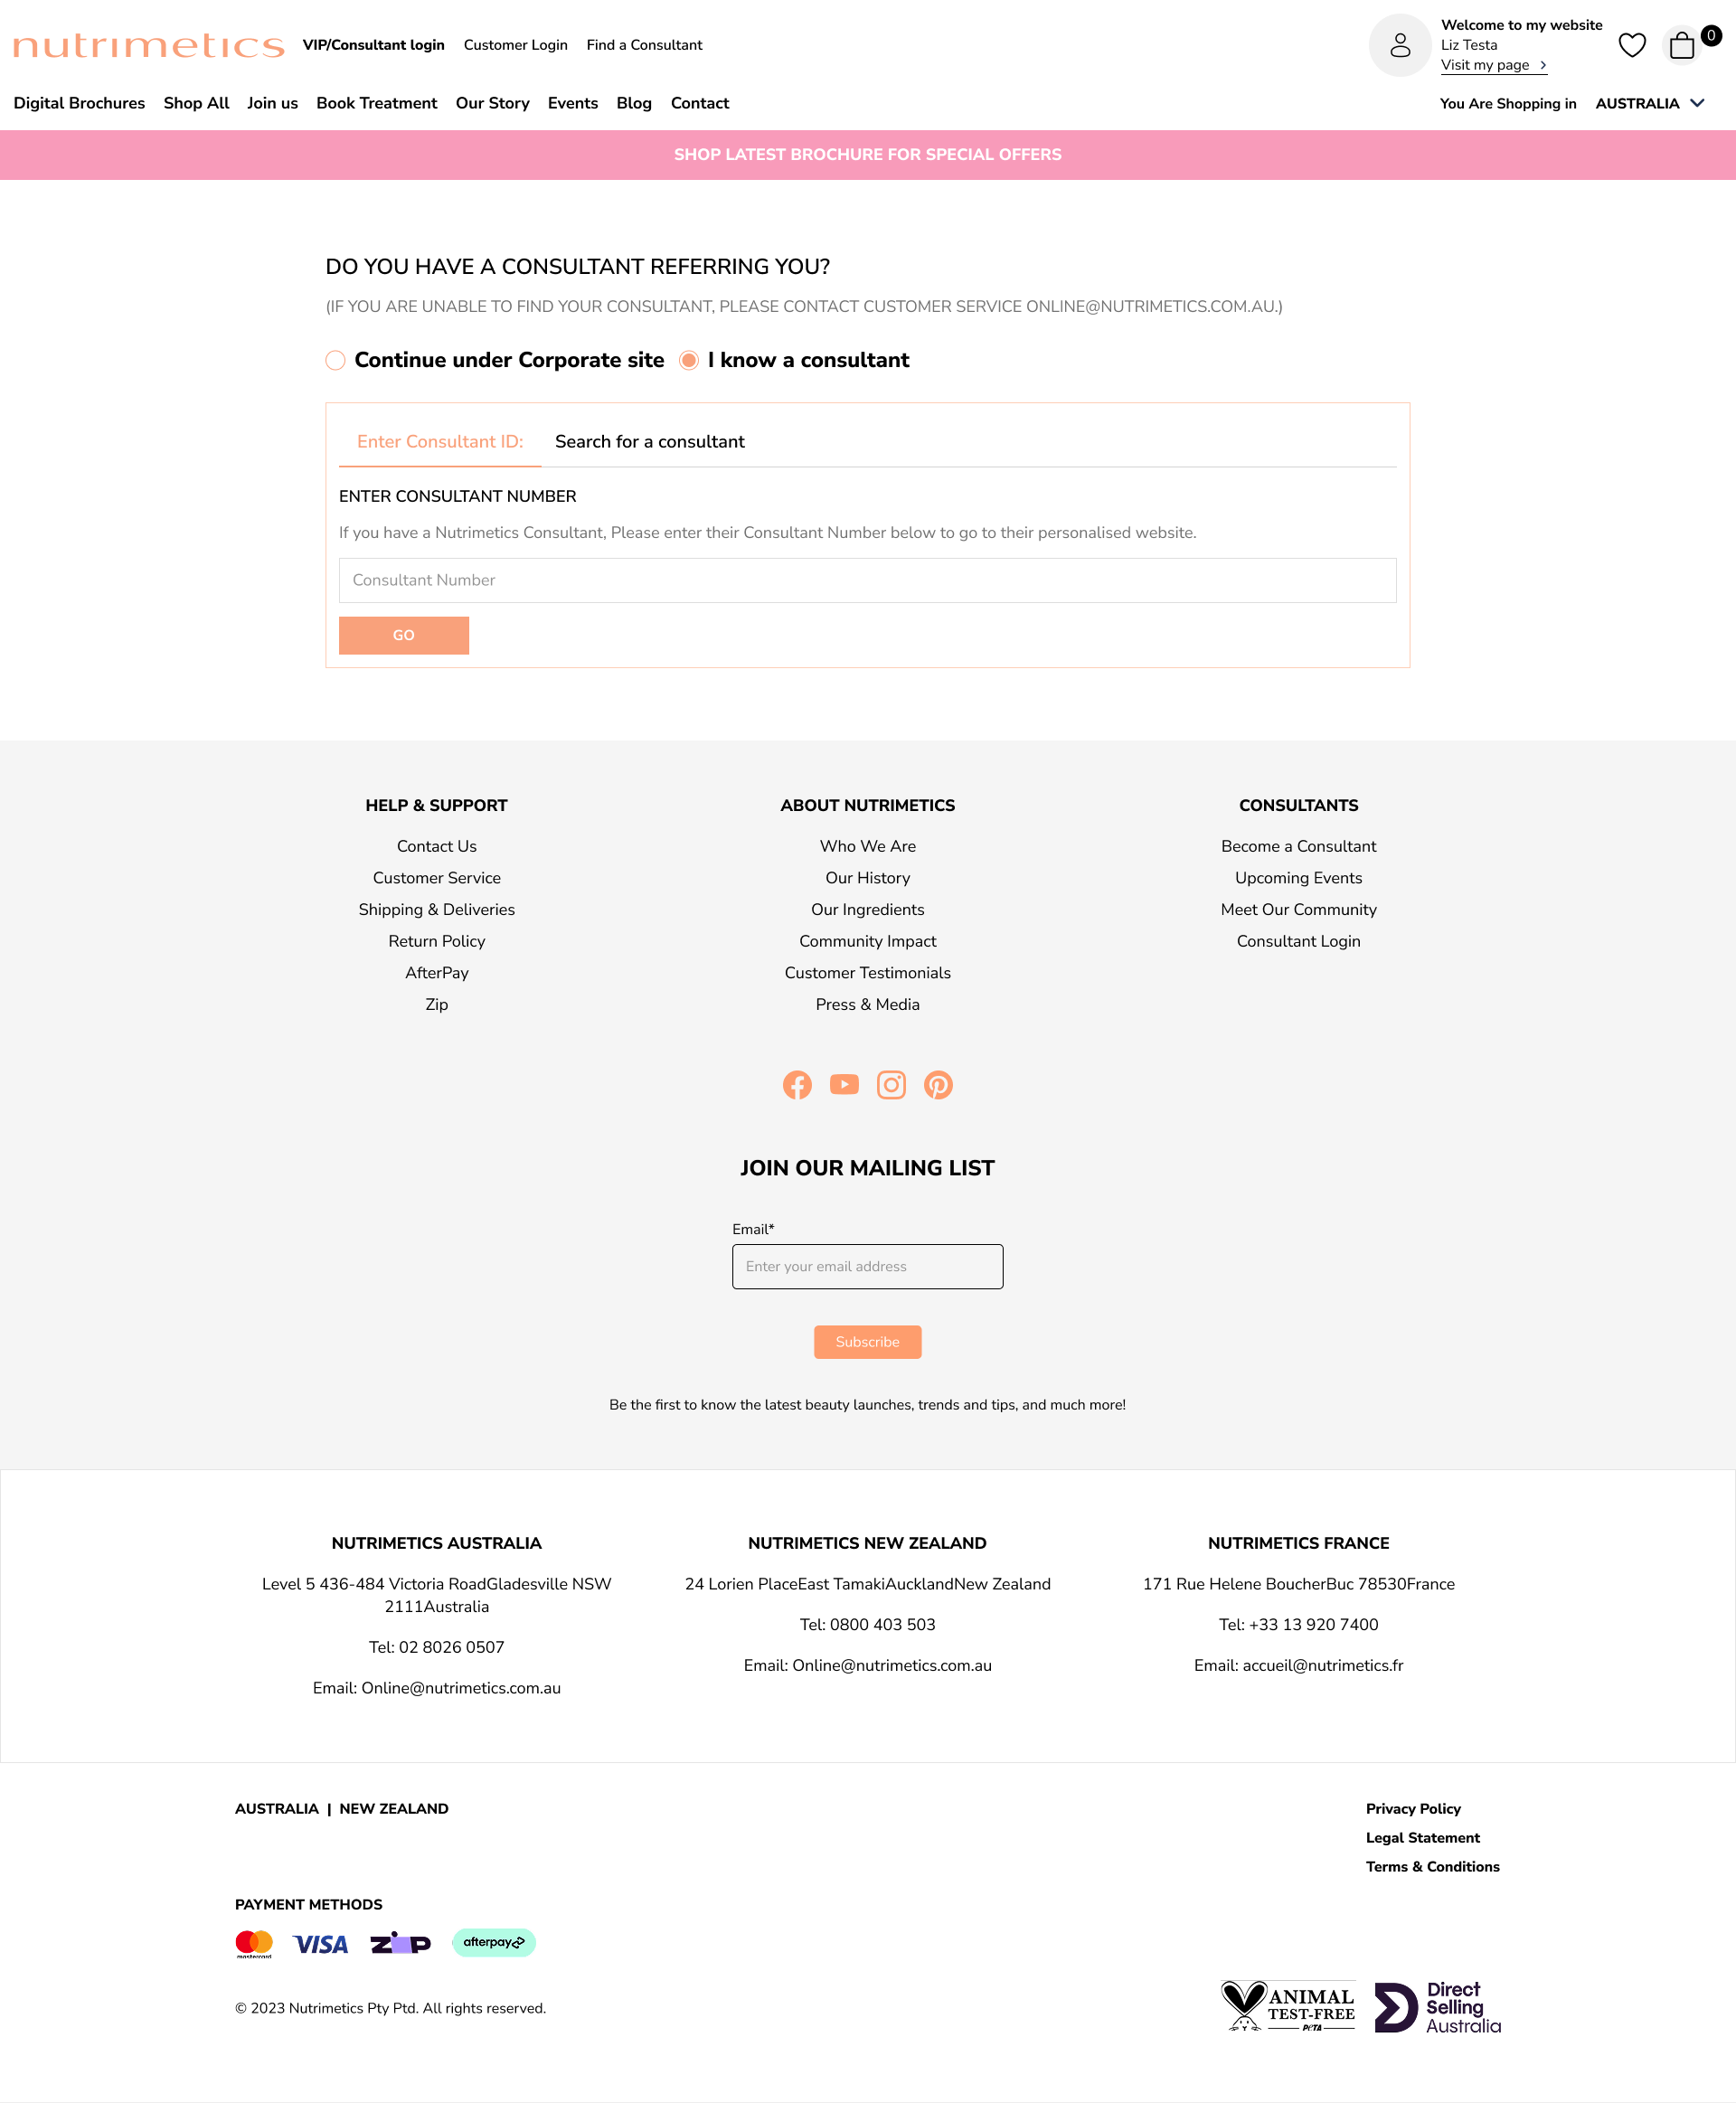 nutrimetics
VIP/Consultant login
Customer Login
Find a Consultant
Welcome to my website
Liz Testa
Visit my page
0
Digital Brochures
Shop All
Join us
Book Treatment
Our Story
Events
Blog
Contact
You Are Shopping in
AUSTRALIA
SHOP LATEST BROCHURE FOR SPECIAL OFFERS
DO YOU HAVE A CONSULTANT REFERRING YOU?
(IF YOU ARE UNABLE TO FIND YOUR CONSULTANT, PLEASE CONTACT CUSTOMER SERVICE ONLINE@NUTRIMETICS.COM.AU.)
Continue under Corporate site
I know a consultant
Enter Consultant ID:
Search for a consultant
ENTER CONSULTANT NUMBER
If you have a Nutrimetics Consultant, Please enter their Consultant Number below to go to their personalised website.
Consultant Number
GO
HELP & SUPPORT
Contact Us
Customer Service
Shipping & Deliveries
Return Policy
AfterPay
Zip
ABOUT NUTRIMETICS
Who We Are
Our History
Our Ingredients
Community Impact
Customer Testimonials
Press & Media
CONSULTANTS
Become a Consultant
Upcoming Events
Meet Our Community
Consultant Login
JOIN OUR MAILING LIST
Email*
Enter your email address
Subscribe
Be the first to know the latest beauty launches, trends and tips, and much more!
NUTRIMETICS AUSTRALIA
Level 5 436-484 Victoria RoadGladesville NSW
2111Australia
Tel: 02 8026 0507
Email: Online@nutrimetics.com.au
NUTRIMETICS NEW ZEALAND
24 Lorien PlaceEast TamakiAucklandNew Zealand
Tel: 0800 403 503
Email: Online@nutrimetics.com.au
NUTRIMETICS FRANCE
171 Rue Helene BoucherBuc 78530France
Tel: +33 13 920 7400
Email: accueil@nutrimetics.fr
AUSTRALIA | NEW ZEALAND
Privacy Policy
Legal Statement
Terms & Conditions
PAYMENT METHODS
mastercard
VISA
ZIP
afterpay
© 2023 Nutrimetics Pty Ptd. All rights reserved.
ANIMAL
TEST-FREE
PETA
Direct
Selling
Australia